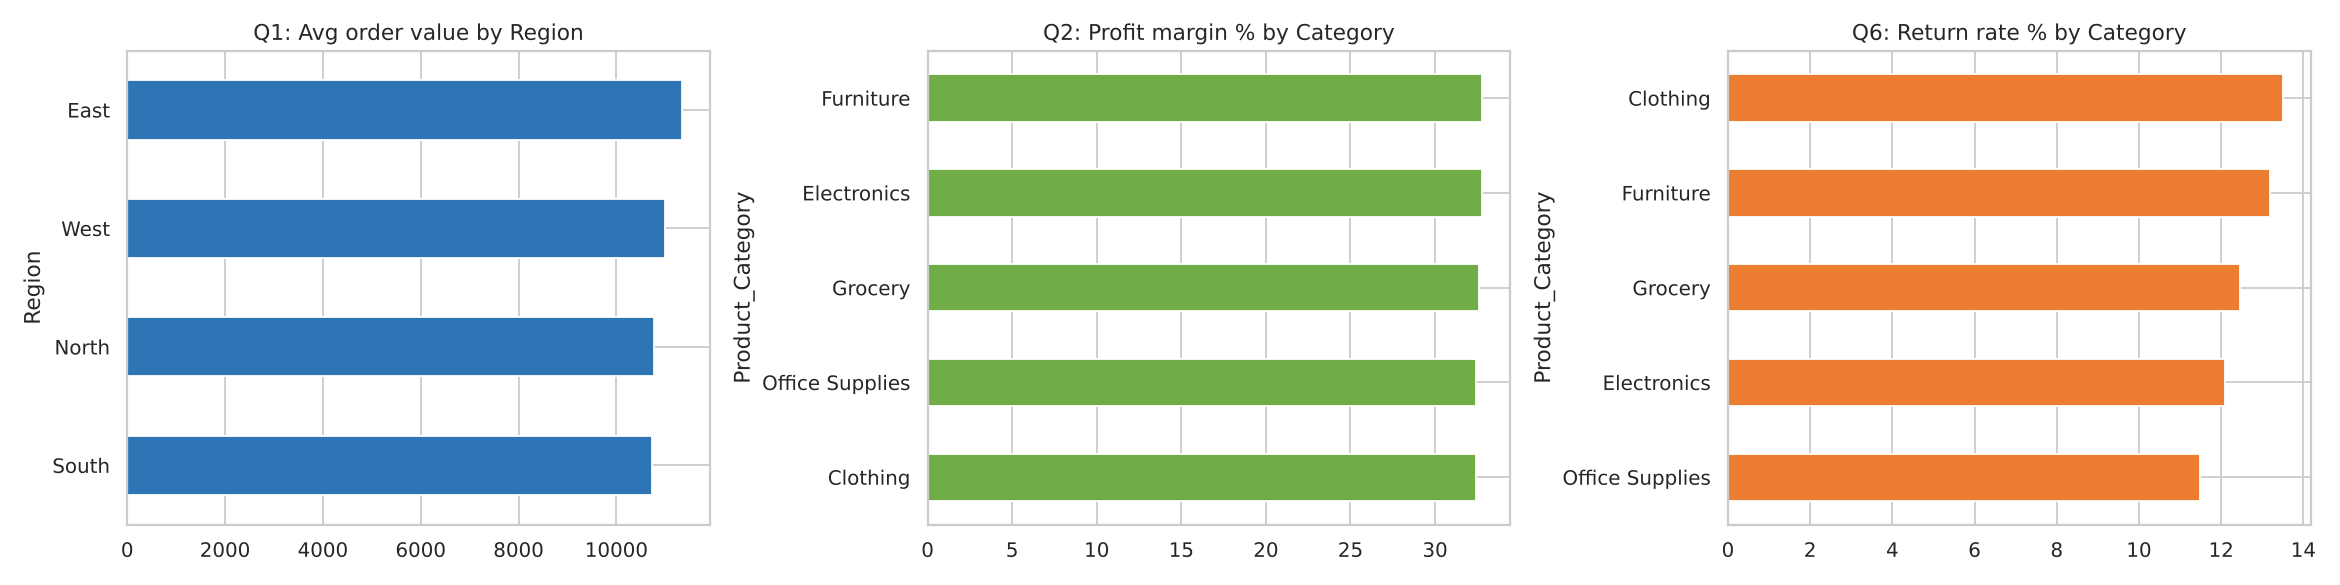 Q1: Avg order value by Region
Region
East
West
North
South
0 2000 4000 6000 8000 10000
Q2: Profit margin % by Category
Product_Category
Furniture
Electronics
Grocery
Office Supplies
Clothing
0 5 10 15 20 25 30
Q6: Return rate % by Category
Product_Category
Clothing
Furniture
Grocery
Electronics
Office Supplies
0 2 4 6 8 10 12 14